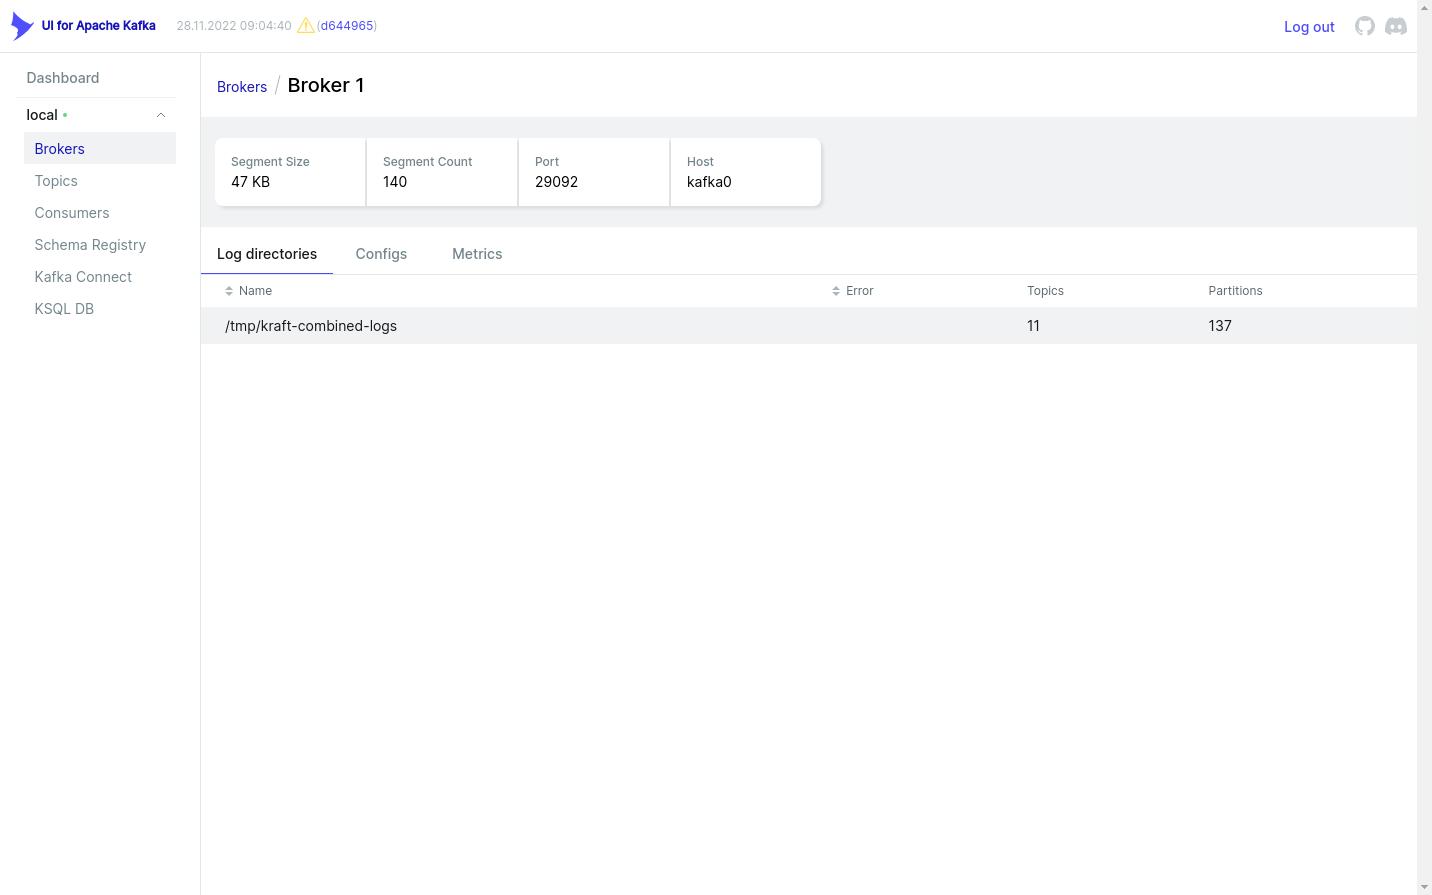 UI for Apache Kafka 28.11.2022 09:04:40 (d644965) Log out
Dashboard
local
Brokers
Topics
Consumers
Schema Registry
Kafka Connect
KSQL DB
Brokers / Broker 1
Segment Size Segment Count Port Host
47 KB 140 29092 kafka0
Log directories Configs Metrics
Name Error Topics Partitions
/tmp/kraft-combined-logs 11 137